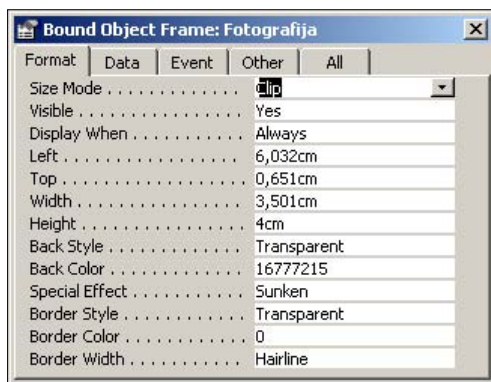 Bound Object Frame: Fotografija
Format Data Event Other All
Size Mode . . . . . . . . . . . . . Clip
Visible . . . . . . . . . . . . . . . . . Yes
Display When . . . . . . . . . . . Always
Left . . . . . . . . . . . . . . . . . . 6,032cm
Top . . . . . . . . . . . . . . . . . . 0,651cm
Width . . . . . . . . . . . . . . . . . 3,501cm
Height . . . . . . . . . . . . . . . . 4cm
Back Style . . . . . . . . . . . . . Transparent
Back Color . . . . . . . . . . . . . 16777215
Special Effect . . . . . . . . . . . Sunken
Border Style . . . . . . . . . . . . Transparent
Border Color . . . . . . . . . . . . 0
Border Width . . . . . . . . . . . Hairline